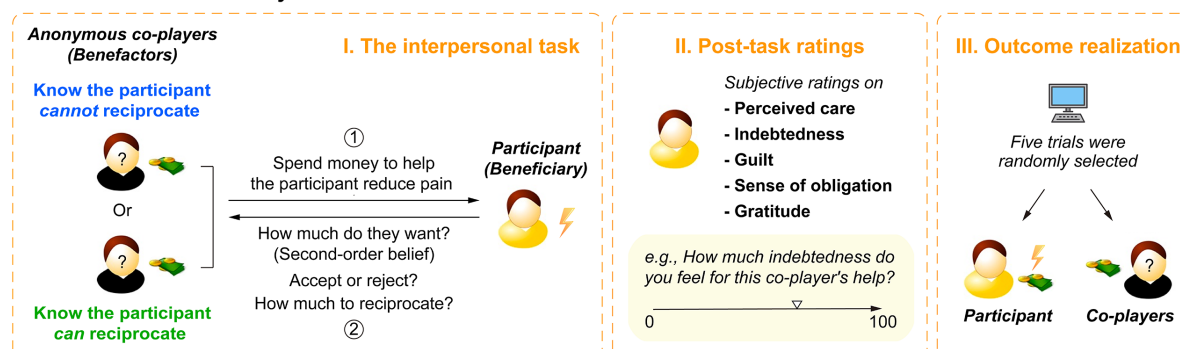 Anonymous co-players
(Benefactors)
Know the participant
cannot reciprocate
?
Or
?
Know the participant
can reciprocate
I. The interpersonal task
①
Spend money to help
the participant reduce pain
How much do they want?
(Second-order belief)
Accept or reject?
How much to reciprocate?
②
Participant
(Beneficiary)
II. Post-task ratings
Subjective ratings on
- Perceived care
- Indebtedness
- Guilt
- Sense of obligation
- Gratitude
e.g., How much indebtedness do
you feel for this co-player's help?
0
100
III. Outcome realization
Five trials were
randomly selected
?
Participant
Co-players